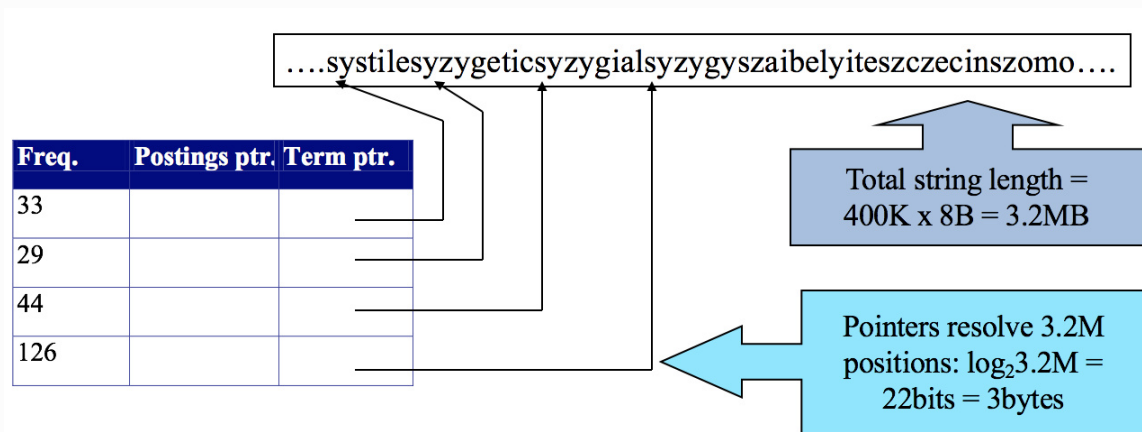 ….systilesyzygeticsyzygialsyzygyszaibelyiteszczecinszomo….
Freq. Postings ptr. Term ptr.
33
29
44
126
Total string length =
400K x 8B = 3.2MB
Pointers resolve 3.2M
positions: log₂3.2M =
22bits = 3bytes